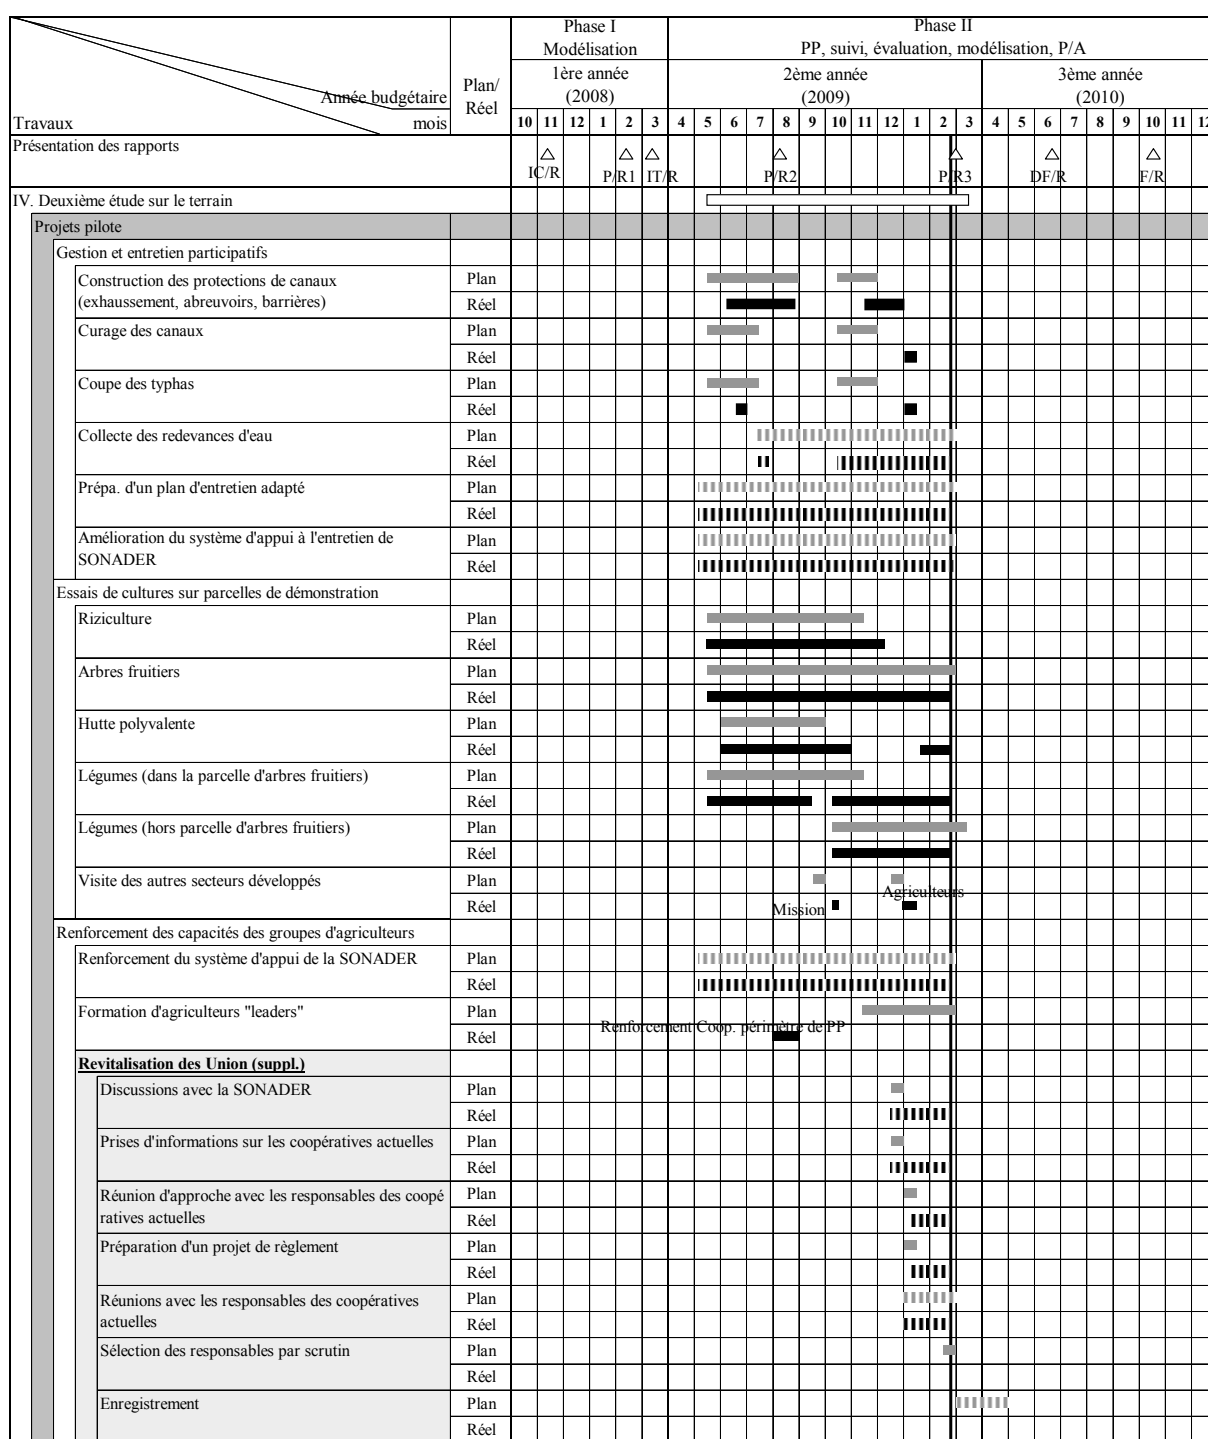 Phase I
Phase II
Modélisation
PP, suivi, évaluation, modélisation, P/A
1ère année
2ème année
3ème année
Plan/
Année budgétaire
(2008)
(2009)
(2010)
Réel
Travaux
mois
10 11 12 1 2 3 4 5 6 7 8 9 10 11 12 1 2 3 4 5 6 7 8 9 10 11 12
Présentation des rapports
IC/R P/R1 IT/R P/R2 P/R3 DF/R F/R
IV. Deuxième étude sur le terrain
Projets pilote
Gestion et entretien participatifs
Construction des protections de canaux Plan
(exhaussement, abreuvoirs, barrières) Réel
Curage des canaux Plan
Réel
Coupe des typhas Plan
Réel
Collecte des redevances d'eau Plan
Réel
Prépa. d'un plan d'entretien adapté Plan
Réel
Amélioration du système d'appui à l'entretien de Plan
SONADER Réel
Essais de cultures sur parcelles de démonstration
Riziculture Plan
Réel
Arbres fruitiers Plan
Réel
Hutte polyvalente Plan
Réel
Légumes (dans la parcelle d'arbres fruitiers) Plan
Réel
Légumes (hors parcelle d'arbres fruitiers) Plan
Réel
Visite des autres secteurs développés Plan
Agriculteurs
Réel Mission
Renforcement des capacités des groupes d'agriculteurs
Renforcement du système d'appui de la SONADER Plan
Réel
Formation d'agriculteurs "leaders" Plan
Renforcement Coop. périmètre de PP
Réel
Revitalisation des Union (suppl.)
Discussions avec la SONADER Plan
Réel
Prises d'informations sur les coopératives actuelles Plan
Réel
Réunion d'approche avec les responsables des coopé Plan
ratives actuelles Réel
Préparation d'un projet de règlement Plan
Réel
Réunions avec les responsables des coopératives Plan
actuelles Réel
Sélection des responsables par scrutin Plan
Réel
Enregistrement Plan
Réel